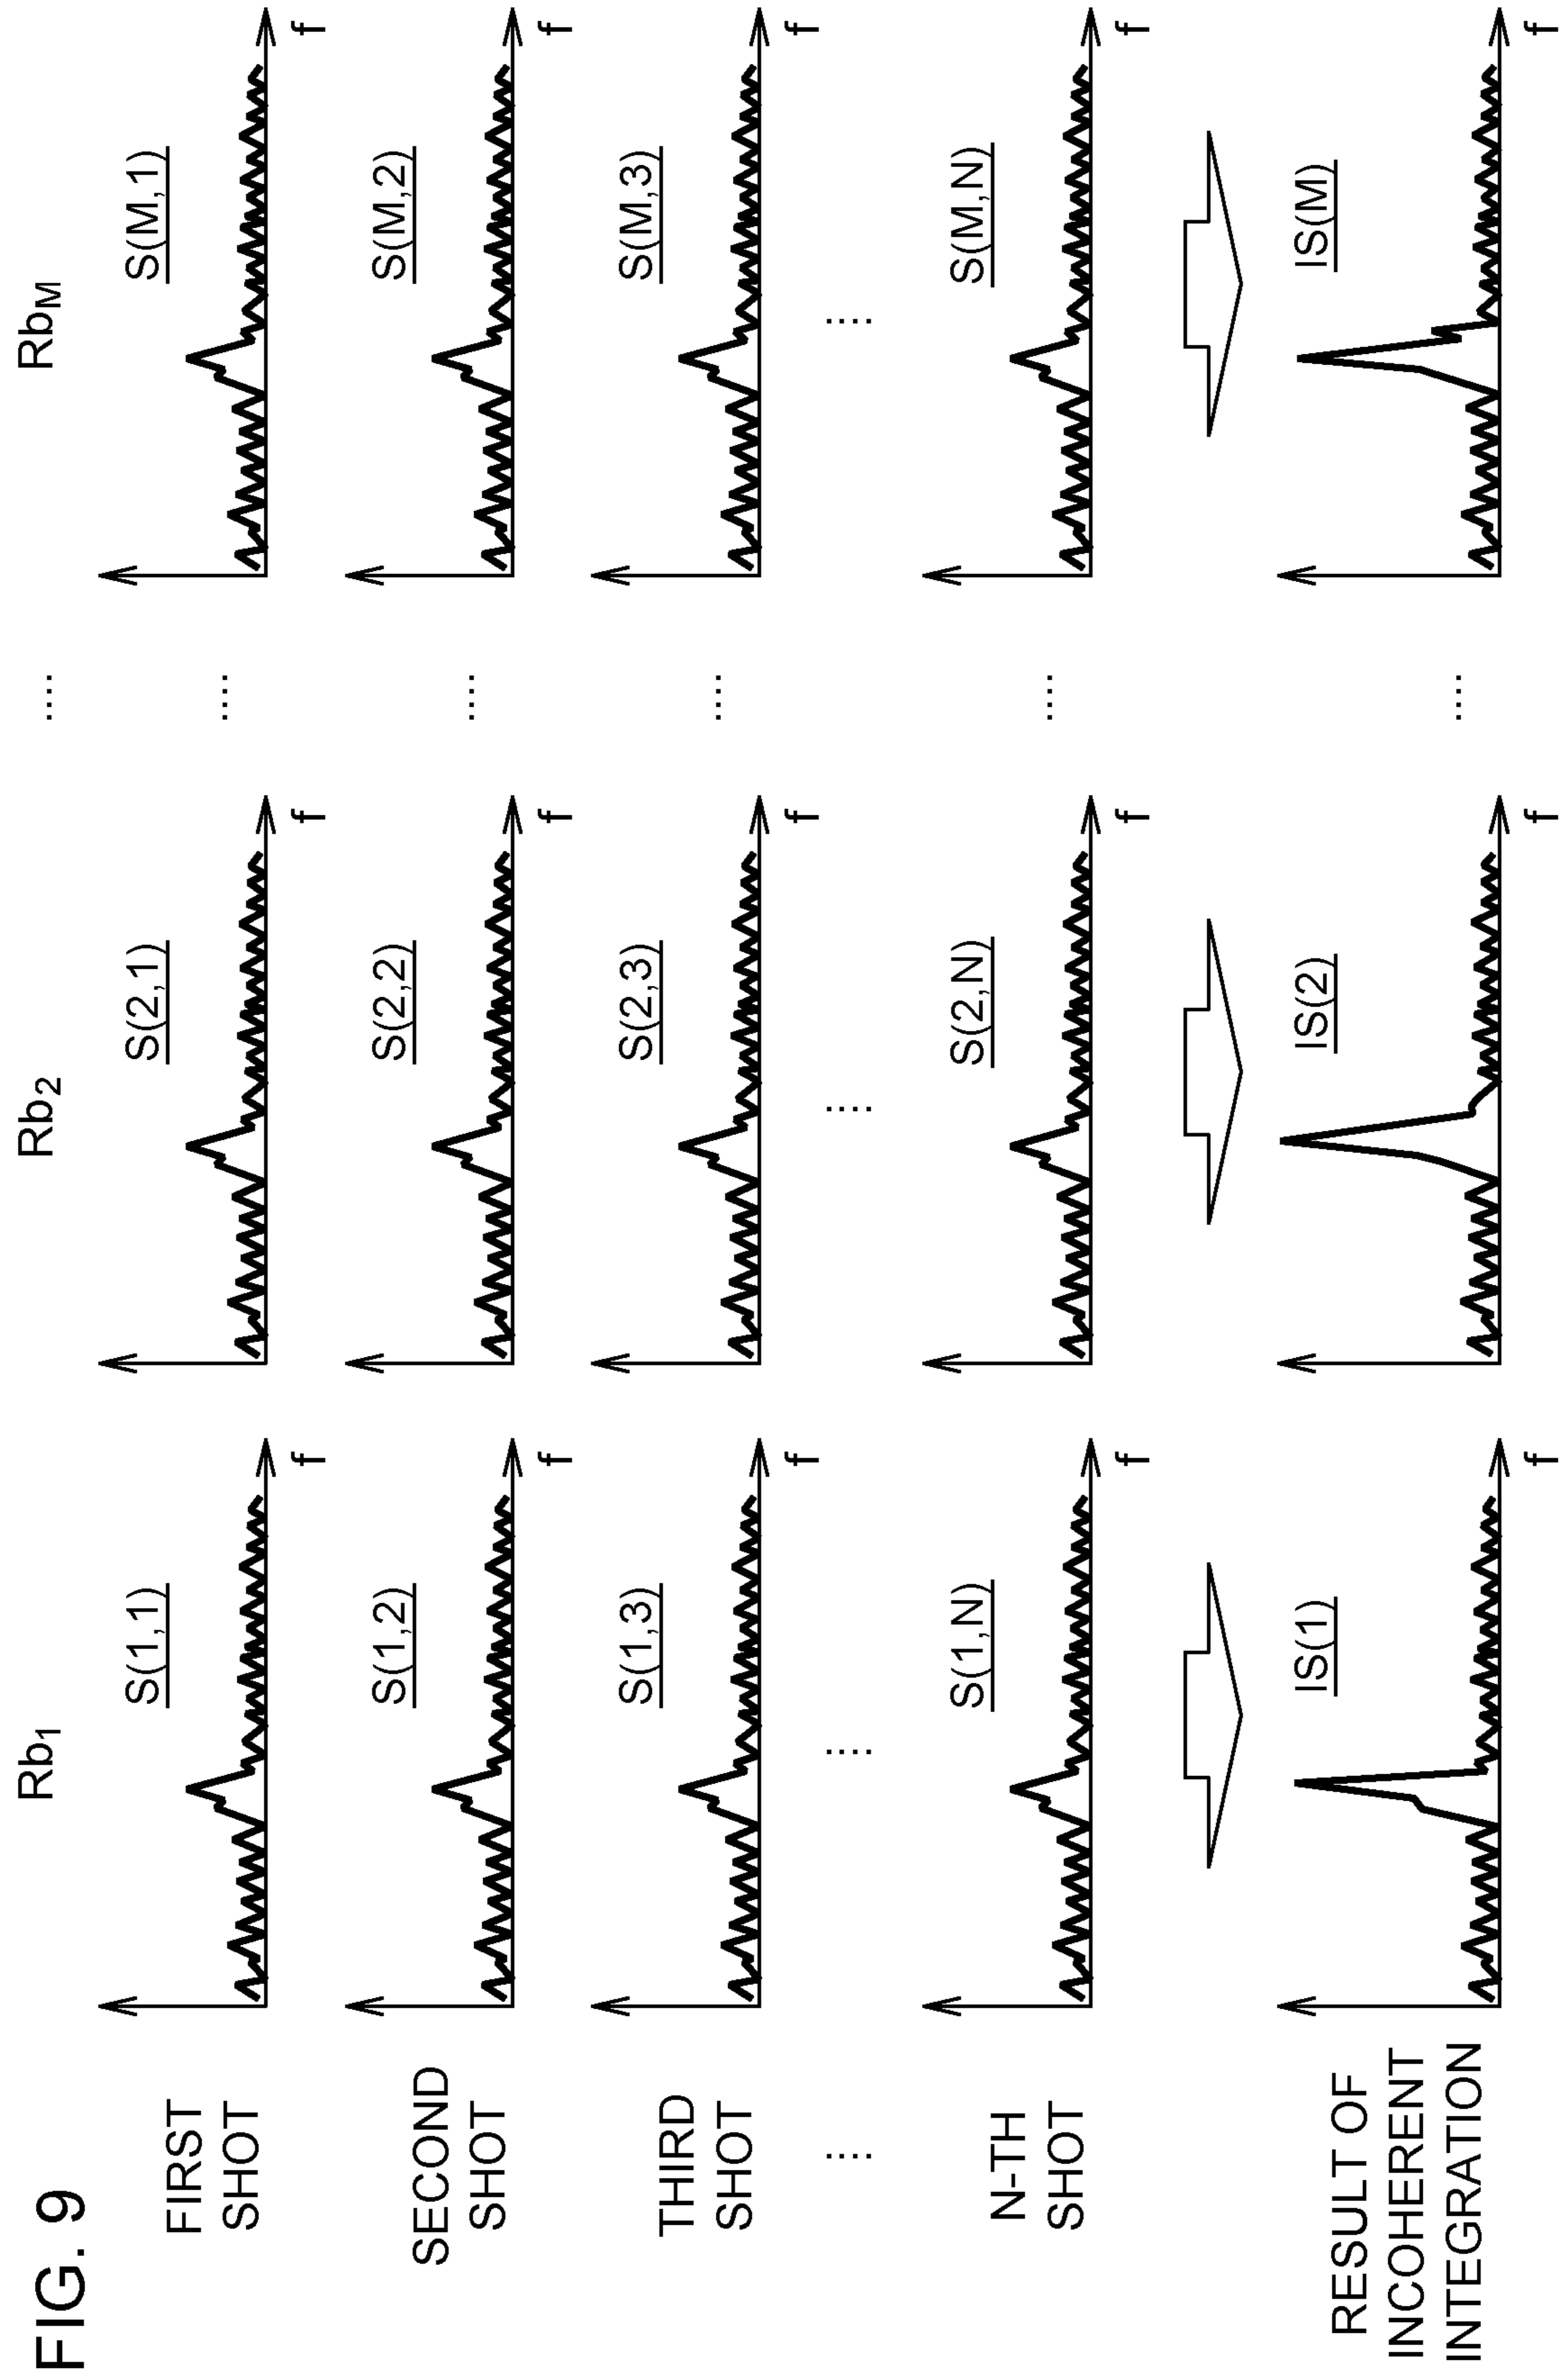 FIG. 9
Rb1 Rb2 .... RbM
FIRST
SHOT
S(1,1) S(2,1) .... S(M,1)
f f f
SECOND
SHOT
S(1,2) S(2,2) .... S(M,2)
f f f
THIRD
SHOT
S(1,3) S(2,3) .... S(M,3)
f f f
.... .... .... ....
N-TH
SHOT
S(1,N) S(2,N) .... S(M,N)
f f f
RESULT OF
INCOHERENT
INTEGRATION
IS(1) IS(2) .... IS(M)
f f f